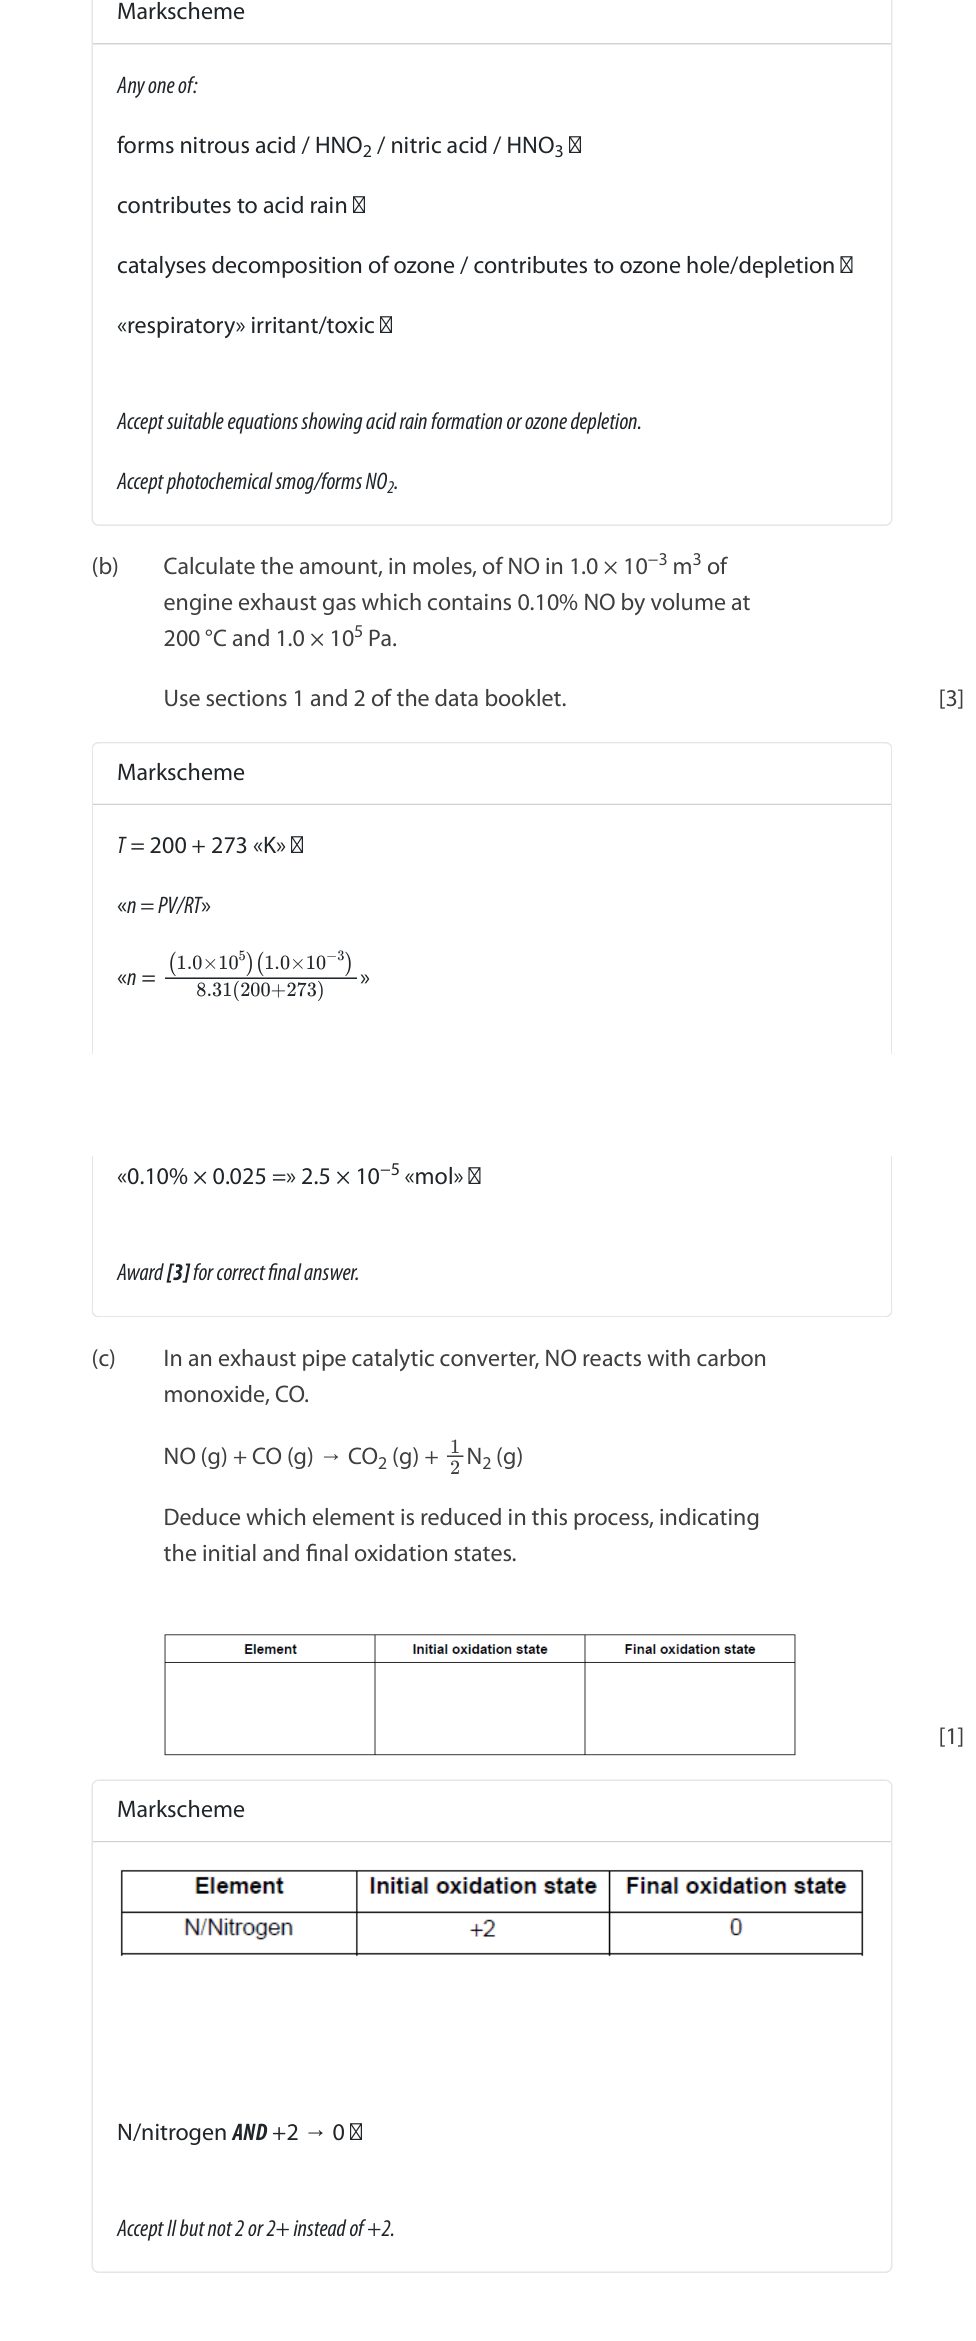 Markscheme
Any one of:
forms nitrous acid / HNO₂ / nitric acid / HNO₃ ☒
contributes to acid rain ☒
catalyses decomposition of ozone / contributes to ozone hole/depletion ☒
«respiratory» irritant/toxic ☒
Accept suitable equations showing acid rain formation or ozone depletion.
Accept photochemical smog/forms NO₂.
(b) Calculate the amount, in moles, of NO in 1.0 × 10⁻³ m³ of
engine exhaust gas which contains 0.10% NO by volume at
200 °C and 1.0 × 10⁵ Pa.
Use sections 1 and 2 of the data booklet. [3]
Markscheme
T = 200 + 273 «K» ☒
«n = PV/RT»
«n = (1.0×10⁵)(1.0×10⁻³) / 8.31(200+273) »
«0.10% × 0.025 =» 2.5 × 10⁻⁵ «mol» ☒
Award [3] for correct final answer.
(c) In an exhaust pipe catalytic converter, NO reacts with carbon
monoxide, CO.
NO (g) + CO (g) → CO₂ (g) + ½ N₂ (g)
Deduce which element is reduced in this process, indicating
the initial and final oxidation states.
Element Initial oxidation state Final oxidation state
[1]
Markscheme
Element Initial oxidation state Final oxidation state
N/Nitrogen +2 0
N/nitrogen AND +2 → 0 ☒
Accept II but not 2 or 2+ instead of +2.